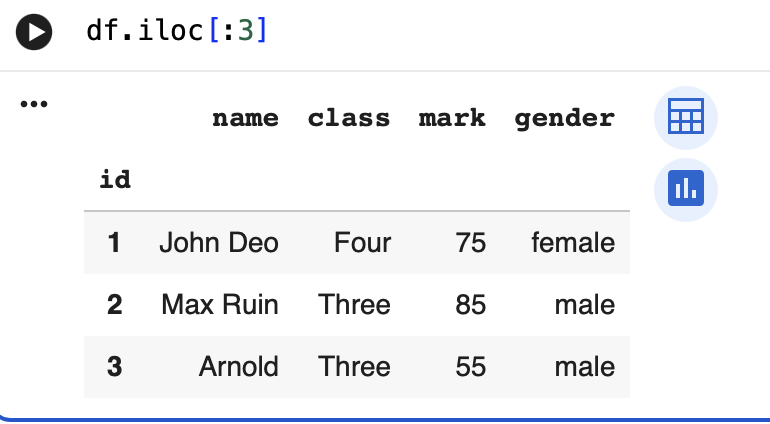 df.iloc[:3]
name class mark gender
id
1 John Deo Four 75 female
2 Max Ruin Three 85 male
3 Arnold Three 55 male